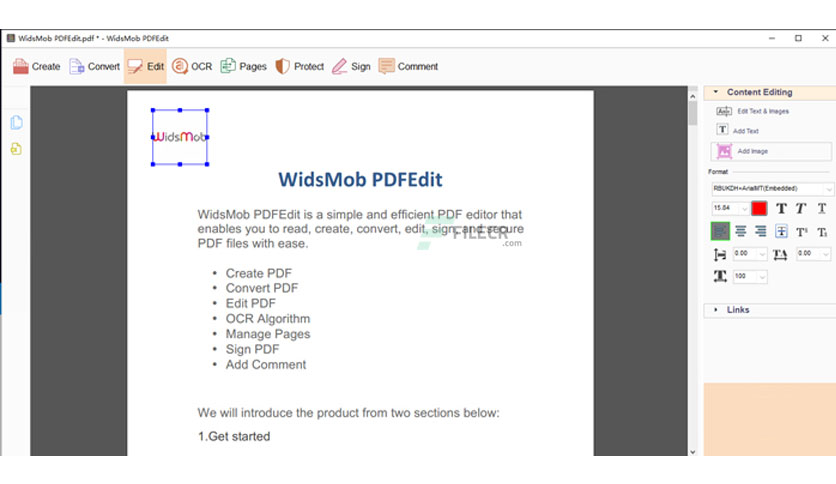 WidsMob PDFEdit.pdf * - WidsMob PDFEdit
Create Convert Edit OCR Pages Protect Sign Comment
WidsMob
WidsMob PDFEdit
WidsMob PDFEdit is a simple and efficient PDF editor that
enables you to read, create, convert, edit, sign, and secure
PDF files with ease.
FILECR
.com
• Create PDF
• Convert PDF
• Edit PDF
• OCR Algorithm
• Manage Pages
• Sign PDF
• Add Comment
We will introduce the product from two sections below:
1.Get started
Content Editing
Edit Text & Images
Add Text
Add Image
Format
RBUKDH+ArialMT(Embedded)
15.84
0.00 0.00
100
Links